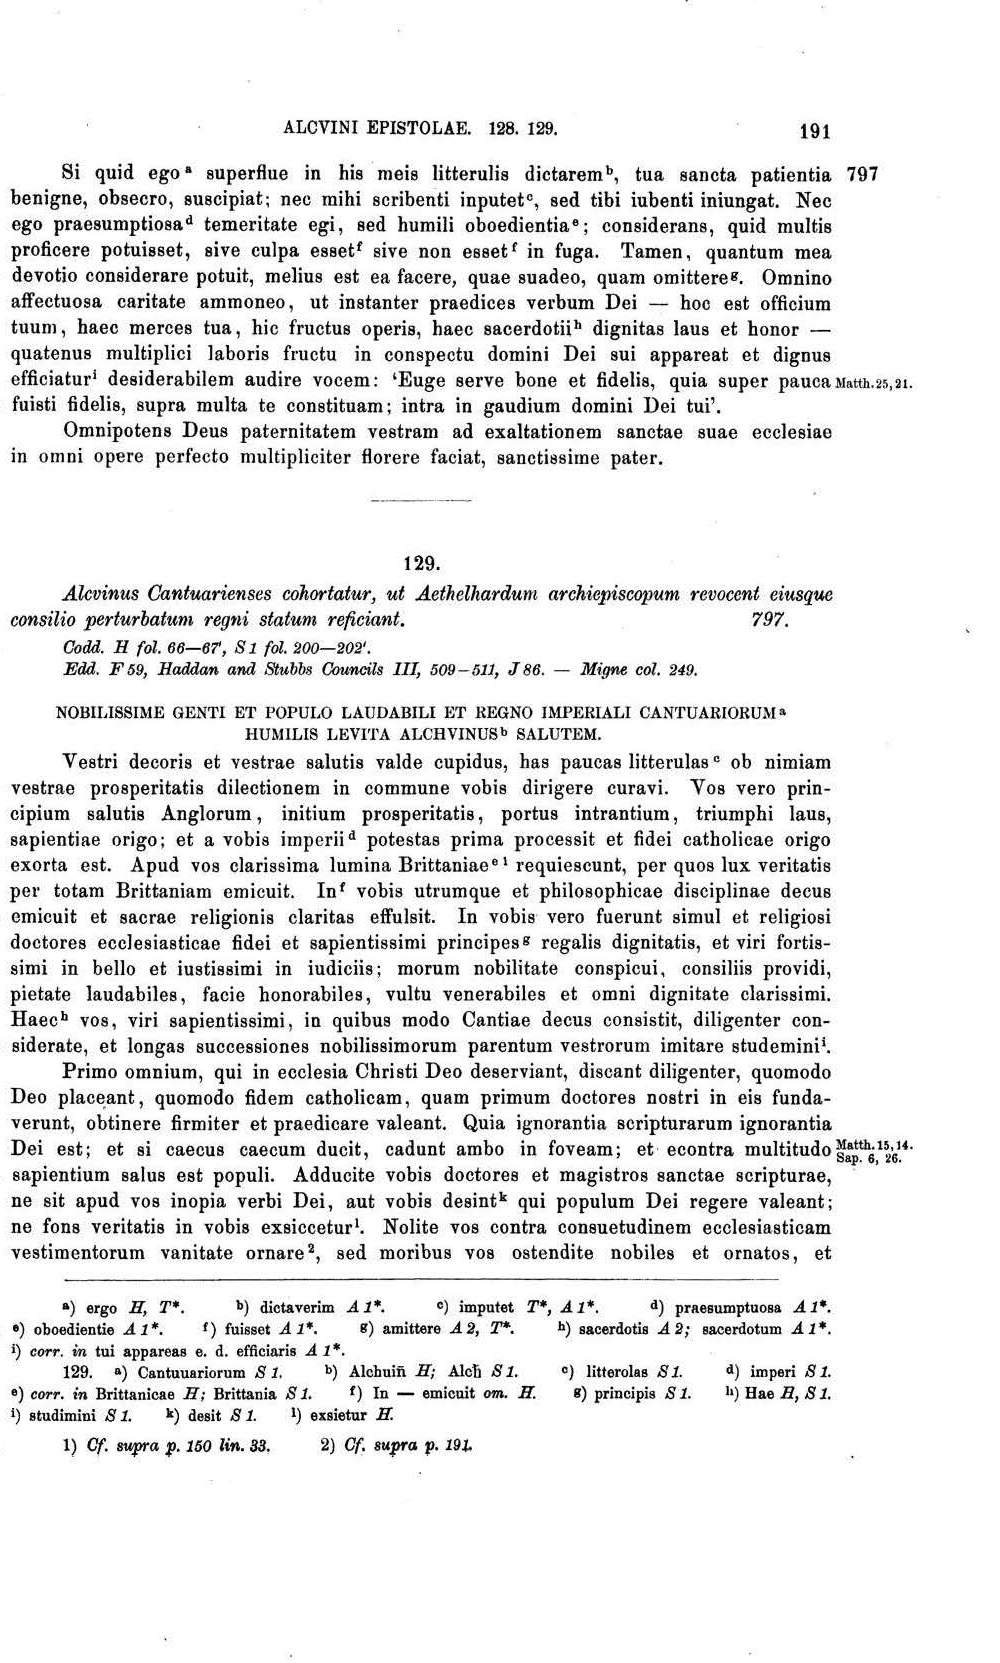 ALCVINI EPISTOLAE. 128. 129. 191
Si quid ego ᵃ superflue in his meis litterulis dictarem ᵇ, tua sancta patientia 797
benigne, obsecro, suscipiat; nec mihi scribenti inputet ᶜ, sed tibi iubenti iniungat. Nec
ego praesumptiosa ᵈ temeritate egi, sed humili oboedientia ᵉ; considerans, quid multis
proficere potuisset, sive culpa esset ᶠ sive non esset ᶠ in fuga. Tamen, quantum mea
devotio considerare potuit, melius est ea facere, quae suadeo, quam omittere ᵍ. Omnino
affectuosa caritate ammoneo, ut instanter praedices verbum Dei — hoc est officium
tuum, haec merces tua, hic fructus operis, haec sacerdotii ʰ dignitas laus et honor —
quatenus multiplici laboris fructu in conspectu domini Dei sui appareat et dignus
efficiatur ⁱ desiderabilem audire vocem: ‘Euge serve bone et fidelis, quia super pauca Matth. 25, 21.
fuisti fidelis, supra multa te constituam; intra in gaudium domini Dei tui’.
Omnipotens Deus paternitatem vestram ad exaltationem sanctae suae ecclesiae
in omni opere perfecto multipliciter florere faciat, sanctissime pater.
129.
Alcvinus Cantuarienses cohortatur, ut Aethelhardum archiepiscopum revocent eiusque
consilio perturbatum regni statum reficiant. 797.
Codd. H fol. 66—67', S 1 fol. 200—202'.
Edd. F 59, Haddan and Stubbs Councils III, 509–511, J 86. — Migne col. 249.
NOBILISSIME GENTI ET POPULO LAUDABILI ET REGNO IMPERIALI CANTUARIORUM ᵃ
HUMILIS LEVITA ALCHVINUS ᵇ SALUTEM.
Vestri decoris et vestrae salutis valde cupidus, has paucas litterulas ᶜ ob nimiam
vestrae prosperitatis dilectionem in commune vobis dirigere curavi. Vos vero prin-
cipium salutis Anglorum, initium prosperitatis, portus intrantium, triumphi laus,
sapientiae origo; et a vobis imperii ᵈ potestas prima processit et fidei catholicae origo
exorta est. Apud vos clarissima lumina Brittaniae ᵉ ¹ requiescunt, per quos lux veritatis
per totam Brittaniam emicuit. In ᶠ vobis utrumque et philosophicae disciplinae decus
emicuit et sacrae religionis claritas effulsit. In vobis vero fuerunt simul et religiosi
doctores ecclesiasticae fidei et sapientissimi principes ᵍ regalis dignitatis, et viri fortis-
simi in bello et iustissimi in iudiciis; morum nobilitate conspicui, consiliis providi,
pietate laudabiles, facie honorabiles, vultu venerabiles et omni dignitate clarissimi.
Haec ʰ vos, viri sapientissimi, in quibus modo Cantiae decus consistit, diligenter con-
siderate, et longas successiones nobilissimorum parentum vestrorum imitare studemini ⁱ.
Primo omnium, qui in ecclesia Christi Deo deserviant, discant diligenter, quomodo
Deo placeant, quomodo fidem catholicam, quam primum doctores nostri in eis funda-
verunt, obtinere firmiter et praedicare valeant. Quia ignorantia scripturarum ignorantia
Dei est; et si caecus caecum ducit, cadunt ambo in foveam; et econtra multitudo Matth. 15, 14. Sap. 6, 26.
sapientium salus est populi. Adducite vobis doctores et magistros sanctae scripturae,
ne sit apud vos inopia verbi Dei, aut vobis desint ᵏ qui populum Dei regere valeant;
ne fons veritatis in vobis exsiccetur ˡ. Nolite vos contra consuetudinem ecclesiasticam
vestimentorum vanitate ornare ², sed moribus vos ostendite nobiles et ornatos, et
ᵃ) ergo H, T*. ᵇ) dictaverim A 1*. ᶜ) imputet T*, A 1*. ᵈ) praesumptuosa A 1*.
ᵉ) oboedientie A 1*. ᶠ) fuisset A 1*. ᵍ) amittere A 2, T*. ʰ) sacerdotis A 2; sacerdotum A 1*.
ⁱ) corr. in tui appareas e. d. efficiaris A 1*.
129. ᵃ) Cantuuariorum S 1. ᵇ) Alchuiñ H; Alcħ S 1. ᶜ) litterolas S 1. ᵈ) imperi S 1.
ᵉ) corr. in Brittanicae H; Brittania S 1. ᶠ) In — emicuit om. H. ᵍ) principis S 1. ʰ) Hae H, S 1.
ⁱ) studimini S 1. ᵏ) desit S 1. ˡ) exsietur H.
1) Cf. supra p. 150 lin. 33. 2) Cf. supra p. 191.